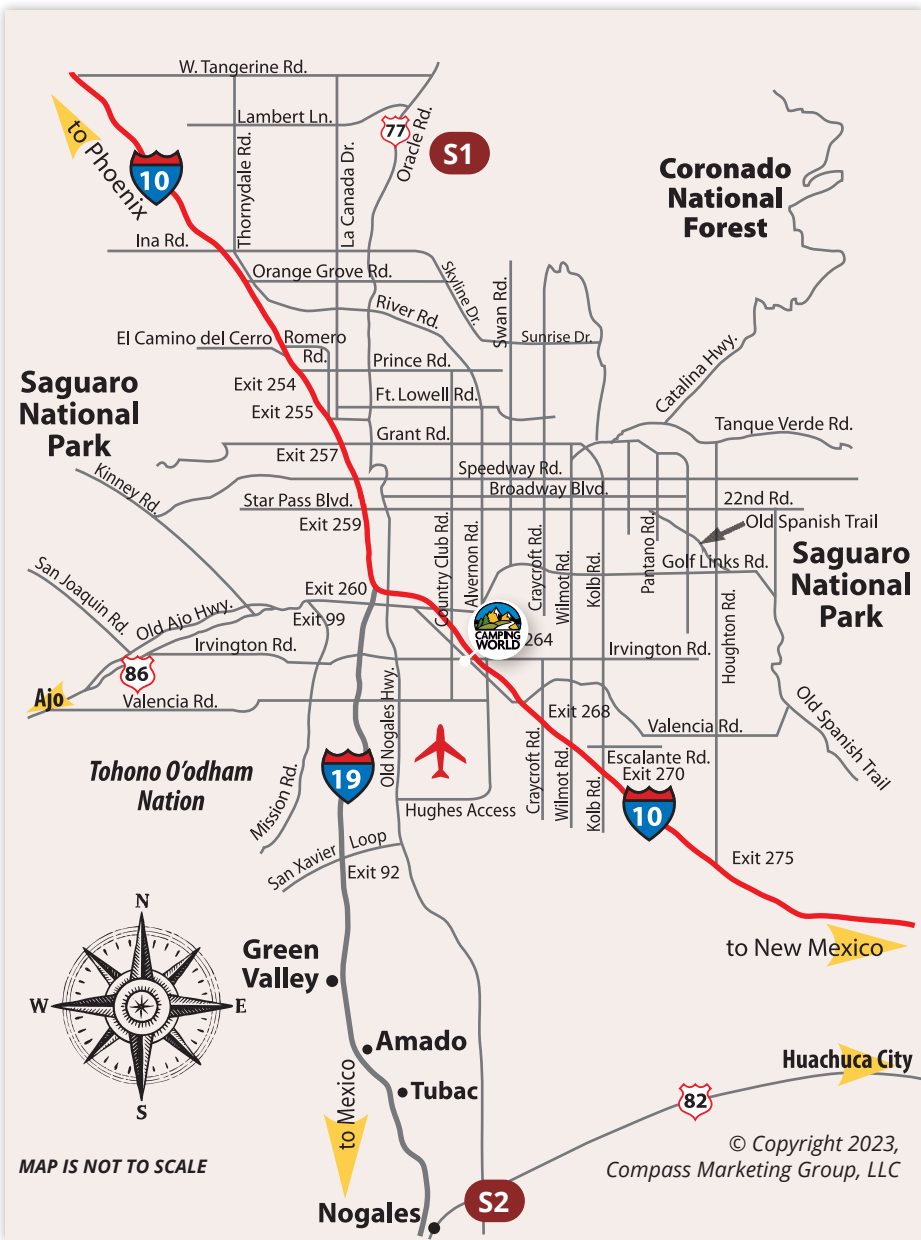 W. Tangerine Rd.
Lambert Ln.
77
Oracle Rd.
S1
to Phoenix
10
Thornydale Rd.
La Canada Dr.
Coronado
National
Forest
Ina Rd.
Orange Grove Rd.
Skyline Dr.
Swan Rd.
River Rd.
El Camino del Cerro
Romero
Rd.
Sunrise Dr.
Prince Rd.
Catalina Hwy.
Saguaro
National
Park
Exit 254
Ft. Lowell Rd.
Exit 255
Tanque Verde Rd.
Grant Rd.
Exit 257
Kinney Rd.
Speedway Rd.
Broadway Blvd.
Star Pass Blvd.
22nd Rd.
Exit 259
Old Spanish Trail
Country Club Rd.
Alvernon Rd.
Craycroft Rd.
Wilmot Rd.
Kolb Rd.
Pantano Rd.
Golf Links Rd.
Saguaro
National
Park
San Joaquin Rd.
Exit 260
Old Ajo Hwy.
Exit 99
CAMPING
WORLD
264
Irvington Rd.
Irvington Rd.
Houghton Rd.
86
Ajo
Valencia Rd.
Old Nogales Hwy.
Exit 268
Valencia Rd.
Old Spanish Trail
Tohono O'odham
Nation
19
Mission Rd.
Craycroft Rd.
Wilmot Rd.
Kolb Rd.
Escalante Rd.
Exit 270
10
Hughes Access
San Xavier Loop
Exit 92
Exit 275
N
W
E
S
Green
Valley
to New Mexico
Amado
Tubac
to Mexico
Huachuca City
82
MAP IS NOT TO SCALE
© Copyright 2023,
Compass Marketing Group, LLC
S2
Nogales